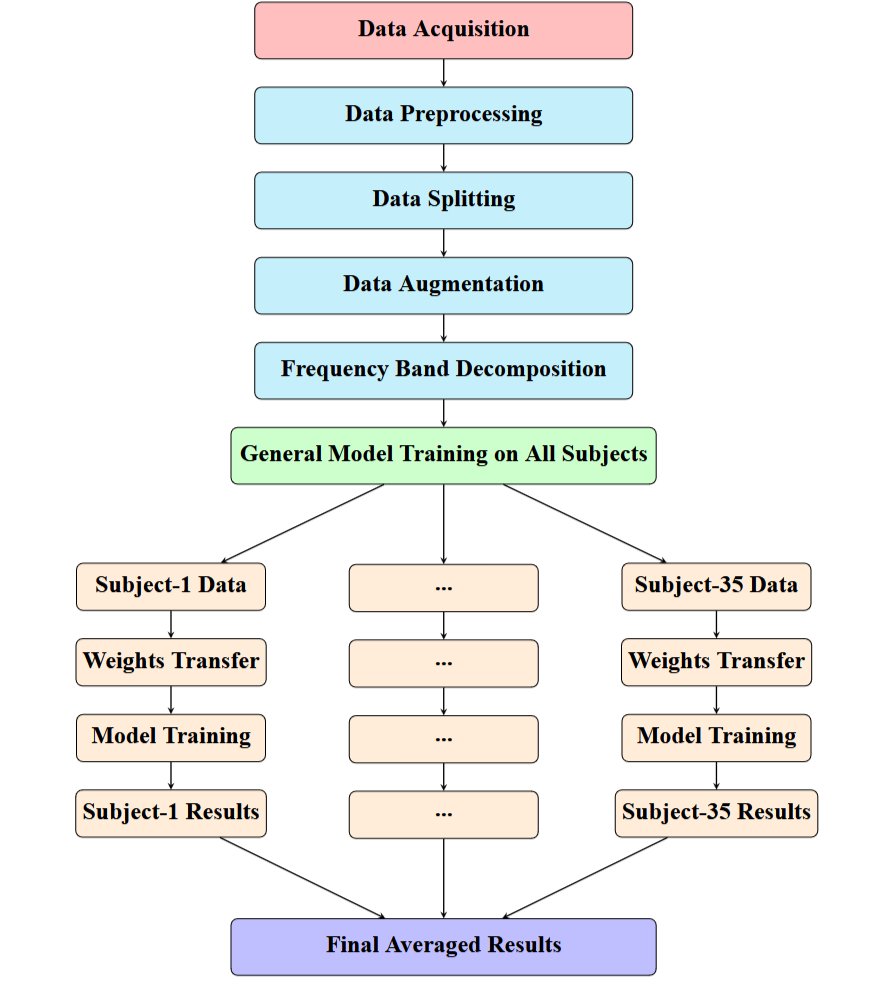 Data Acquisition
Data Preprocessing
Data Splitting
Data Augmentation
Frequency Band Decomposition
General Model Training on All Subjects
Subject-1 Data
...
Subject-35 Data
Weights Transfer
...
Weights Transfer
Model Training
...
Model Training
Subject-1 Results
...
Subject-35 Results
Final Averaged Results